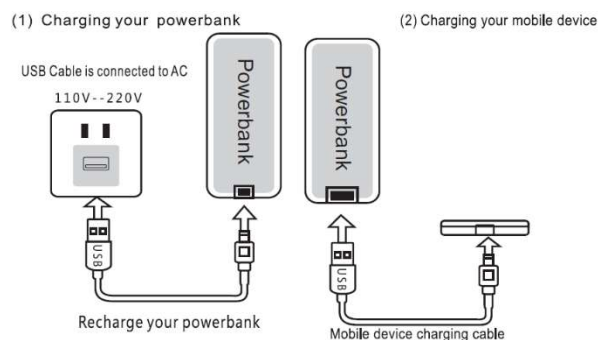 (1) Charging your powerbank
USB Cable is connected to AC
110V--220V
Powerbank
USB
Recharge your powerbank
(2) Charging your mobile device
Powerbank
USB
Mobile device charging cable